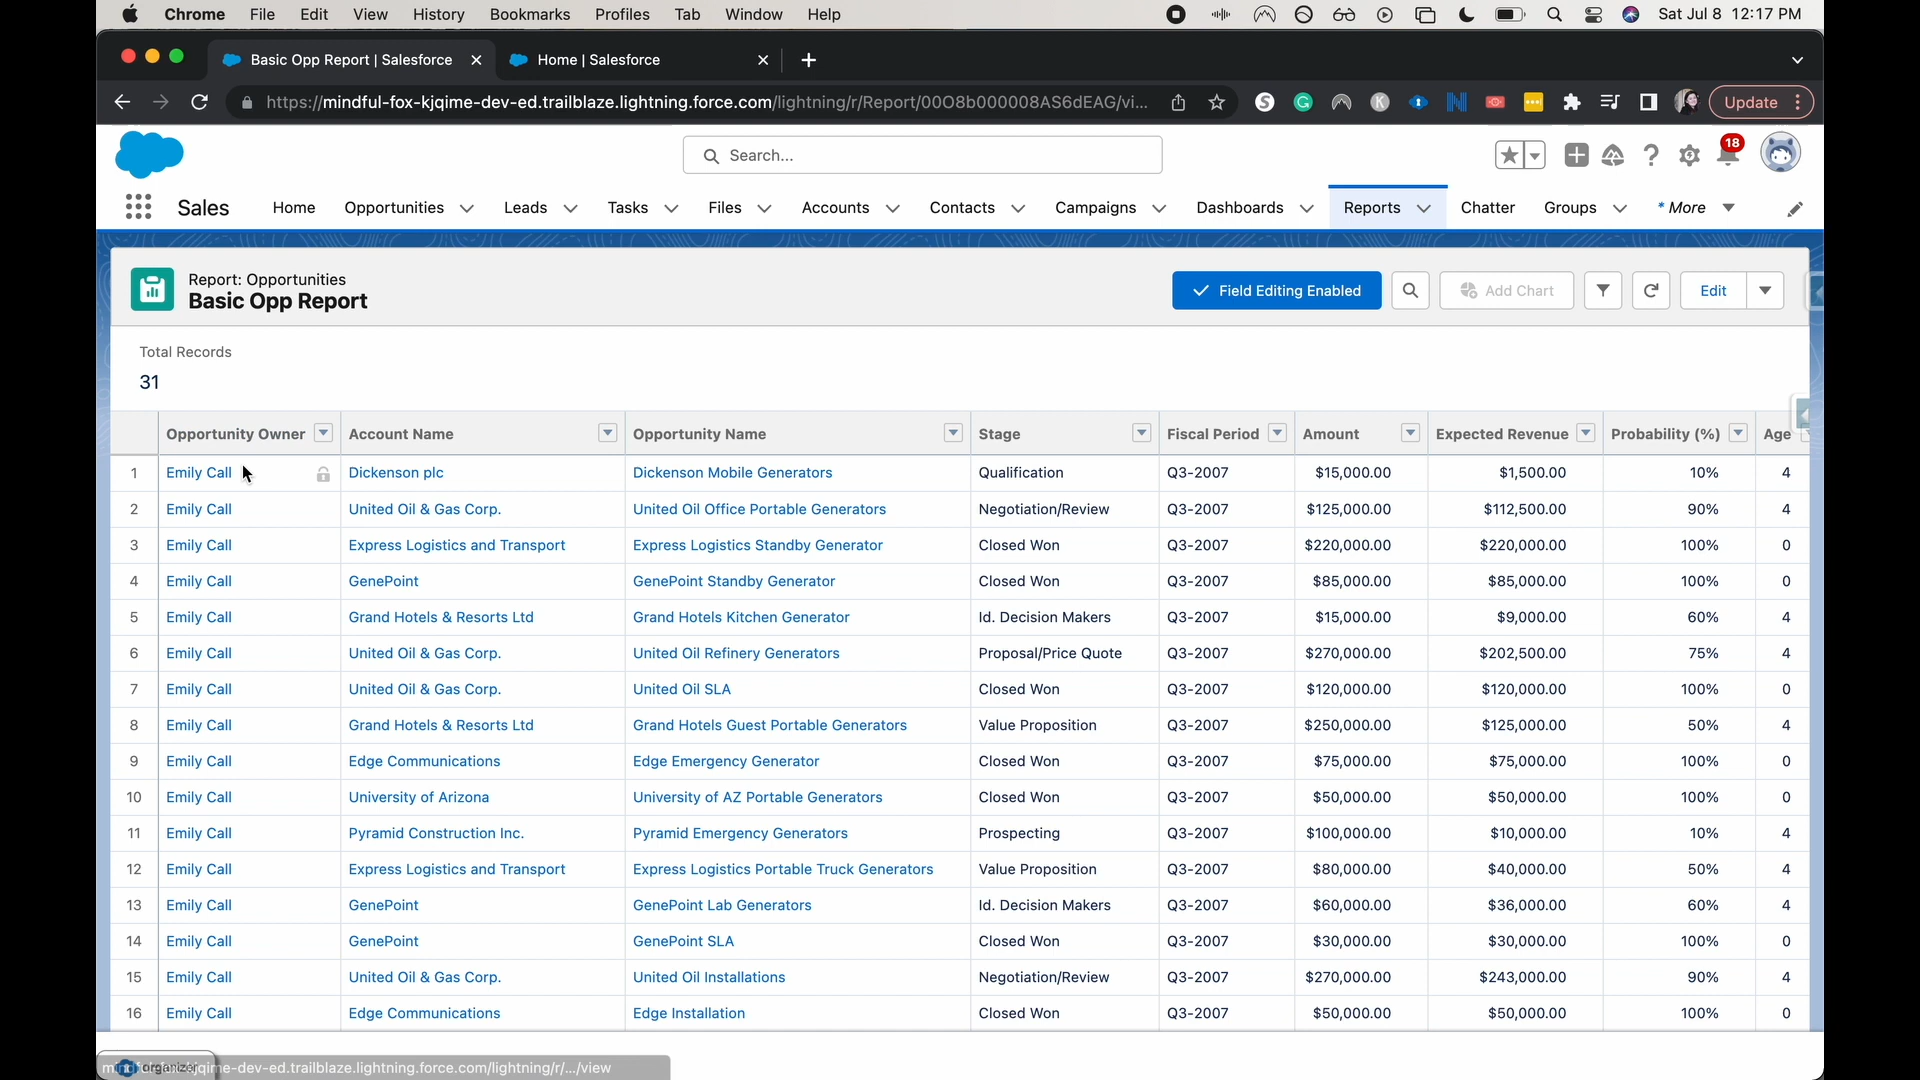 Chrome File Edit View History Bookmarks Profiles Tab Window Help Sat Jul 8 12:17 PM
Basic Opp Report | Salesforce Home | Salesforce
https://mindful-fox-kjqime-dev-ed.trailblaze.lightning.force.com/lightning/r/Report/00O8b000008AS6dEAG/vi... Update
Search... 18
Sales Home Opportunities Leads Tasks Files Accounts Contacts Campaigns Dashboards Reports Chatter Groups * More
Report: Opportunities
Basic Opp Report
Field Editing Enabled Add Chart Edit
Total Records
31
Opportunity Owner Account Name Opportunity Name Stage Fiscal Period Amount Expected Revenue Probability (%) Age
1 Emily Call Dickenson plc Dickenson Mobile Generators Qualification Q3-2007 $15,000.00 $1,500.00 10% 4
2 Emily Call United Oil & Gas Corp. United Oil Office Portable Generators Negotiation/Review Q3-2007 $125,000.00 $112,500.00 90% 4
3 Emily Call Express Logistics and Transport Express Logistics Standby Generator Closed Won Q3-2007 $220,000.00 $220,000.00 100% 0
4 Emily Call GenePoint GenePoint Standby Generator Closed Won Q3-2007 $85,000.00 $85,000.00 100% 0
5 Emily Call Grand Hotels & Resorts Ltd Grand Hotels Kitchen Generator Id. Decision Makers Q3-2007 $15,000.00 $9,000.00 60% 4
6 Emily Call United Oil & Gas Corp. United Oil Refinery Generators Proposal/Price Quote Q3-2007 $270,000.00 $202,500.00 75% 4
7 Emily Call United Oil & Gas Corp. United Oil SLA Closed Won Q3-2007 $120,000.00 $120,000.00 100% 0
8 Emily Call Grand Hotels & Resorts Ltd Grand Hotels Guest Portable Generators Value Proposition Q3-2007 $250,000.00 $125,000.00 50% 4
9 Emily Call Edge Communications Edge Emergency Generator Closed Won Q3-2007 $75,000.00 $75,000.00 100% 0
10 Emily Call University of Arizona University of AZ Portable Generators Closed Won Q3-2007 $50,000.00 $50,000.00 100% 0
11 Emily Call Pyramid Construction Inc. Pyramid Emergency Generators Prospecting Q3-2007 $100,000.00 $10,000.00 10% 4
12 Emily Call Express Logistics and Transport Express Logistics Portable Truck Generators Value Proposition Q3-2007 $80,000.00 $40,000.00 50% 4
13 Emily Call GenePoint GenePoint Lab Generators Id. Decision Makers Q3-2007 $60,000.00 $36,000.00 60% 4
14 Emily Call GenePoint GenePoint SLA Closed Won Q3-2007 $30,000.00 $30,000.00 100% 0
15 Emily Call United Oil & Gas Corp. United Oil Installations Negotiation/Review Q3-2007 $270,000.00 $243,000.00 90% 4
16 Emily Call Edge Communications Edge Installation Closed Won Q3-2007 $50,000.00 $50,000.00 100% 0
-dev-ed.trailblaze.lightning.force.com/lightning/r/.../view